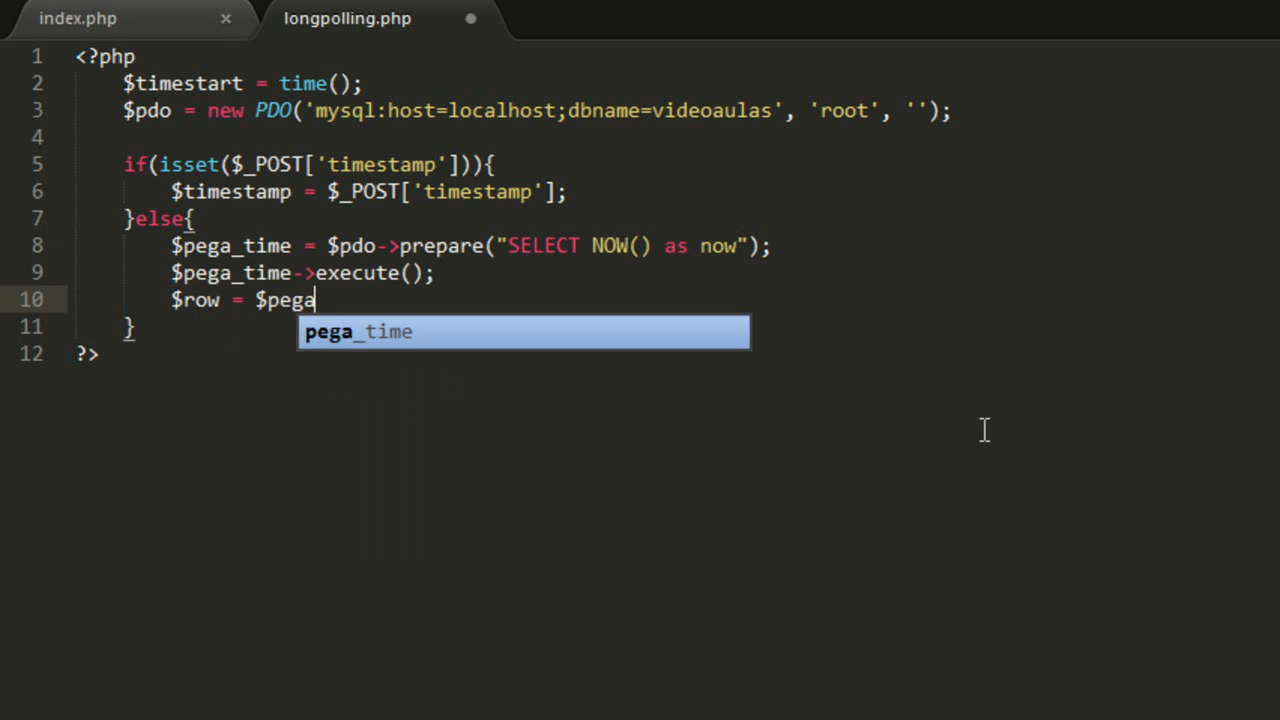 index.php ×
longpolling.php
1 <?php
2 $timestart = time();
3 $pdo = new PDO('mysql:host=localhost;dbname=videoaulas', 'root', '');
4
5 if(isset($_POST['timestamp'])){
6 $timestamp = $_POST['timestamp'];
7 }else{
8 $pega_time = $pdo->prepare("SELECT NOW() as now");
9 $pega_time->execute();
10 $row = $pega
pega_time
11 }
12 ?>